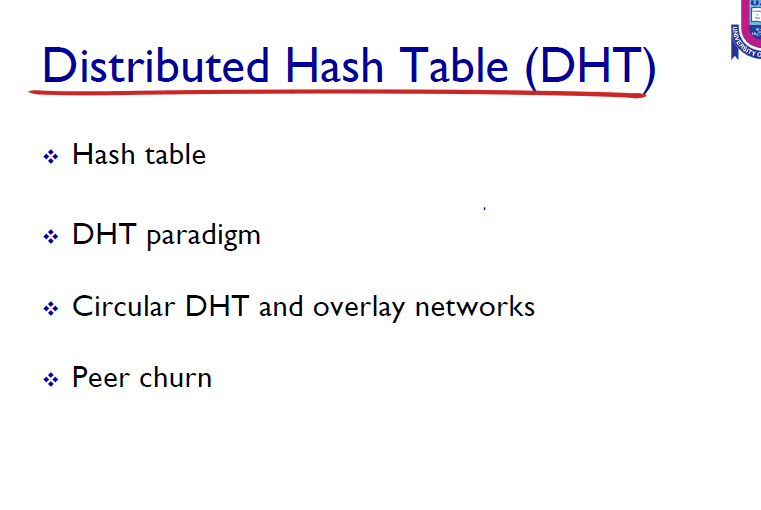 Distributed Hash Table (DHT)
Hash table
DHT paradigm
Circular DHT and overlay networks
Peer churn